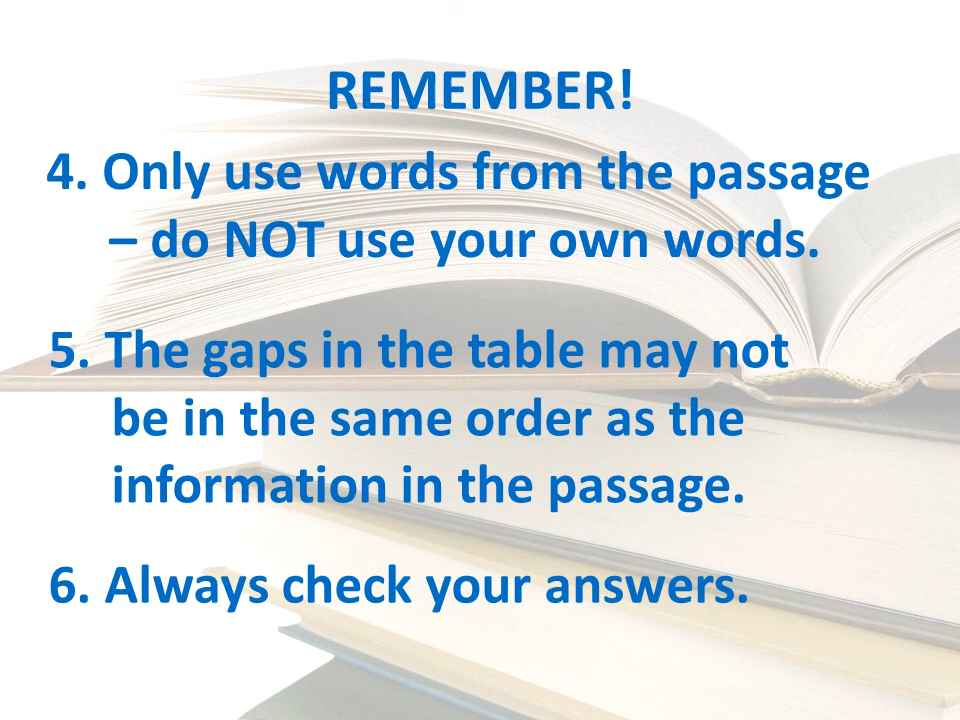 REMEMBER!
4. Only use words from the passage
– do NOT use your own words.
5. The gaps in the table may not
be in the same order as the
information in the passage.
6. Always check your answers.